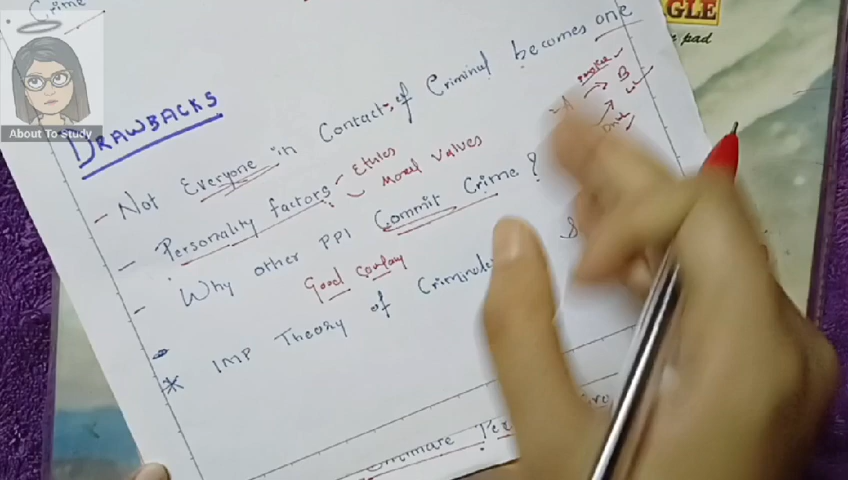 Crime
GLE
pad
About To Study
DRAWBACKS
- Not Everyone in Contact of Criminal becomes one
B
- Personality factors Ethics
Moral Values
- Why other PPl Commit Crime ?
Good company
* IMP Theory of